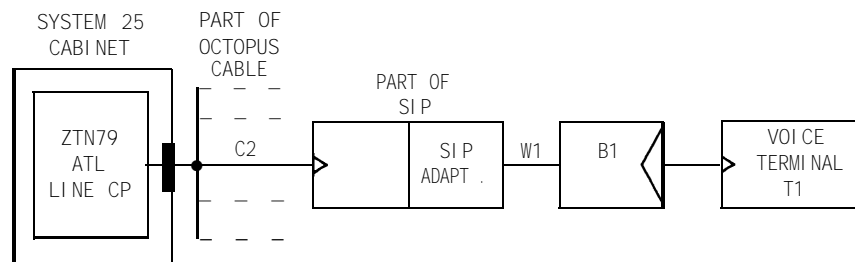 SYSTEM 25
CABINET
PART OF
OCTOPUS
CABLE
PART OF
SIP
ZTN79
ATL
LINE CP
C2
SIP
ADAPT.
W1
B1
VOICE
TERMINAL
T1